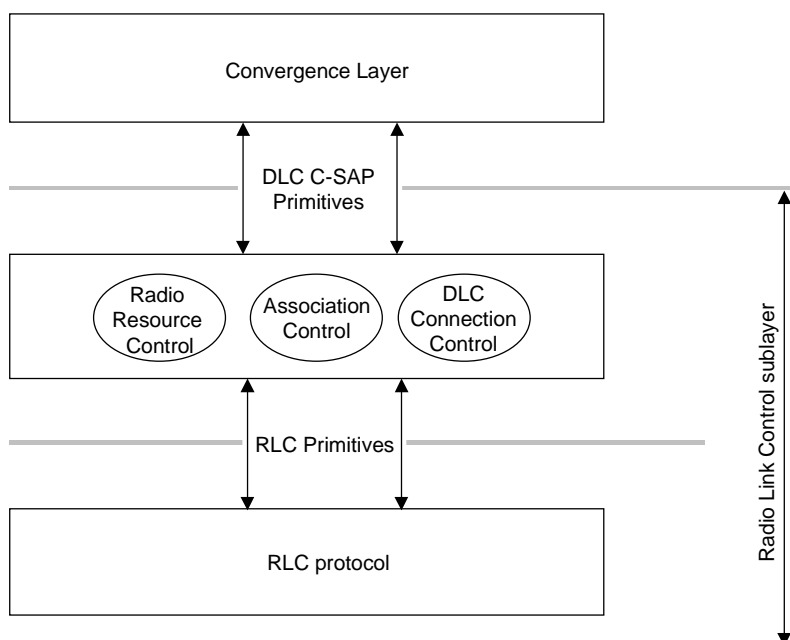 Convergence Layer
DLC C-SAP
Primitives
Radio
Resource
Control
Association
Control
DLC
Connection
Control
RLC Primitives
RLC protocol
Radio Link Control sublayer